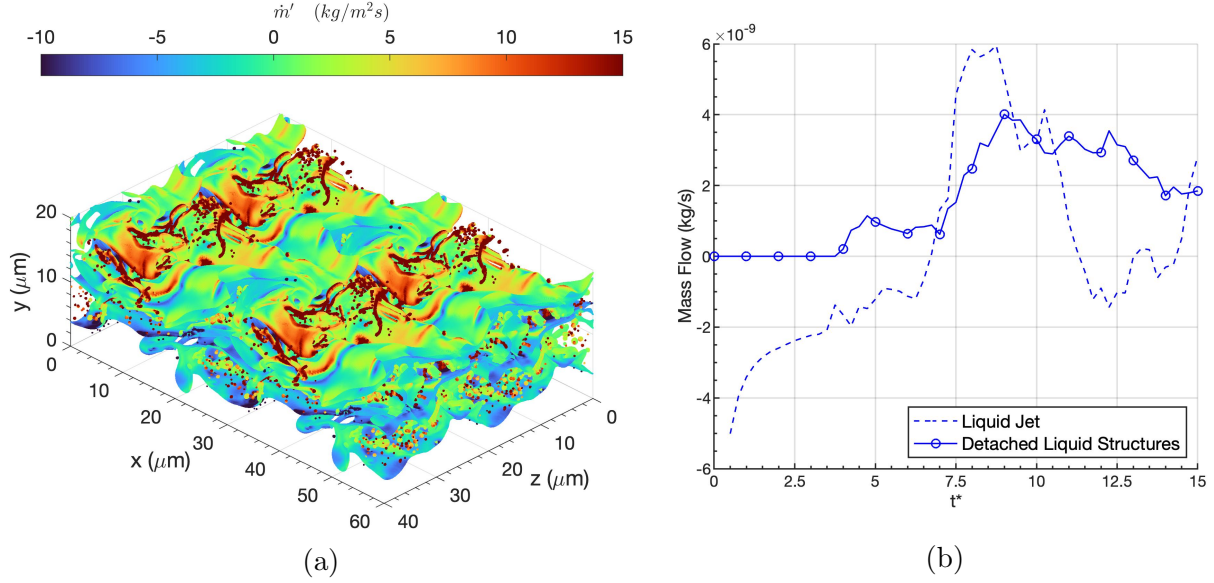 ṁ′ (kg/m²s)
-10 -5 0 5 10 15
20
10
0
y (μm)
0
10
20
30
40
50
60
x (μm)
0
10
20
30
40
z (μm)
(a)
×10⁻⁹
6
4
2
0
-2
-4
-6
Mass Flow (kg/s)
Liquid Jet
Detached Liquid Structures
0 2.5 5 7.5 10 12.5 15
t*
(b)